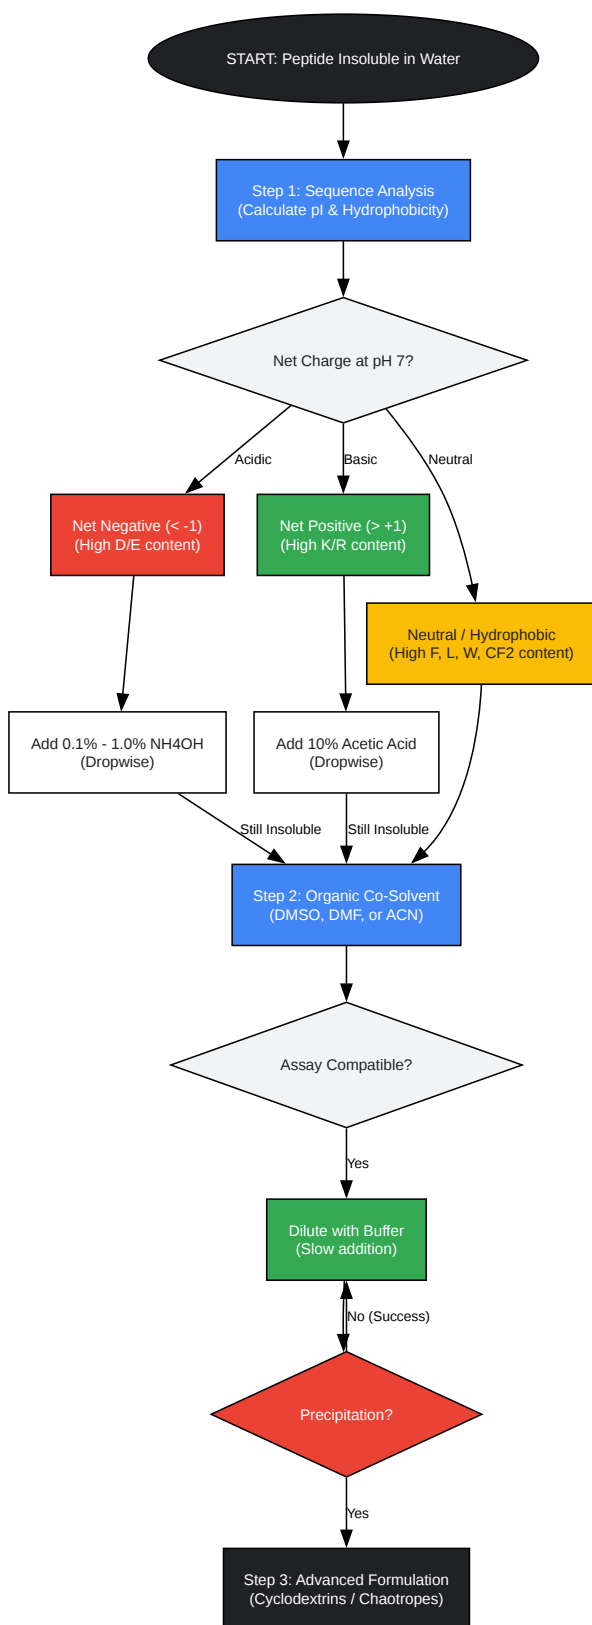 START: Peptide Insoluble in Water
Step 1: Sequence Analysis
(Calculate pI & Hydrophobicity)
Net Charge at pH 7?
Acidic
Basic
Neutral
Net Negative (< -1)
(High D/E content)
Net Positive (> +1)
(High K/R content)
Neutral / Hydrophobic
(High F, L, W, CF2 content)
Add 0.1% - 1.0% NH4OH
(Dropwise)
Add 10% Acetic Acid
(Dropwise)
Still Insoluble
Still Insoluble
Step 2: Organic Co-Solvent
(DMSO, DMF, or ACN)
Assay Compatible?
Yes
Dilute with Buffer
(Slow addition)
No (Success)
Precipitation?
Yes
Step 3: Advanced Formulation
(Cyclodextrins / Chaotropes)